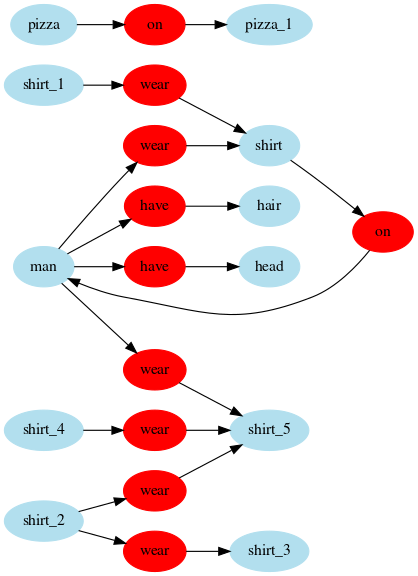 pizza on pizza_1
shirt_1 wear
wear shirt
have hair
on
man have head
wear
shirt_4 wear shirt_5
wear
shirt_2
wear shirt_3